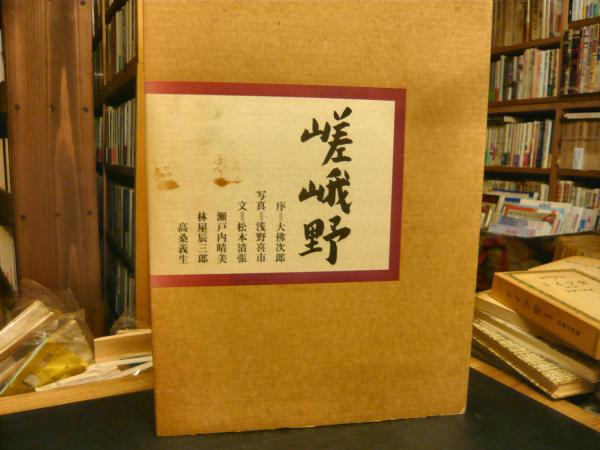 嵯峨野
序=大佛次郎
写真=浅野喜市
文=松本清張
瀬戸内晴美
林屋辰三郎
高桑義生